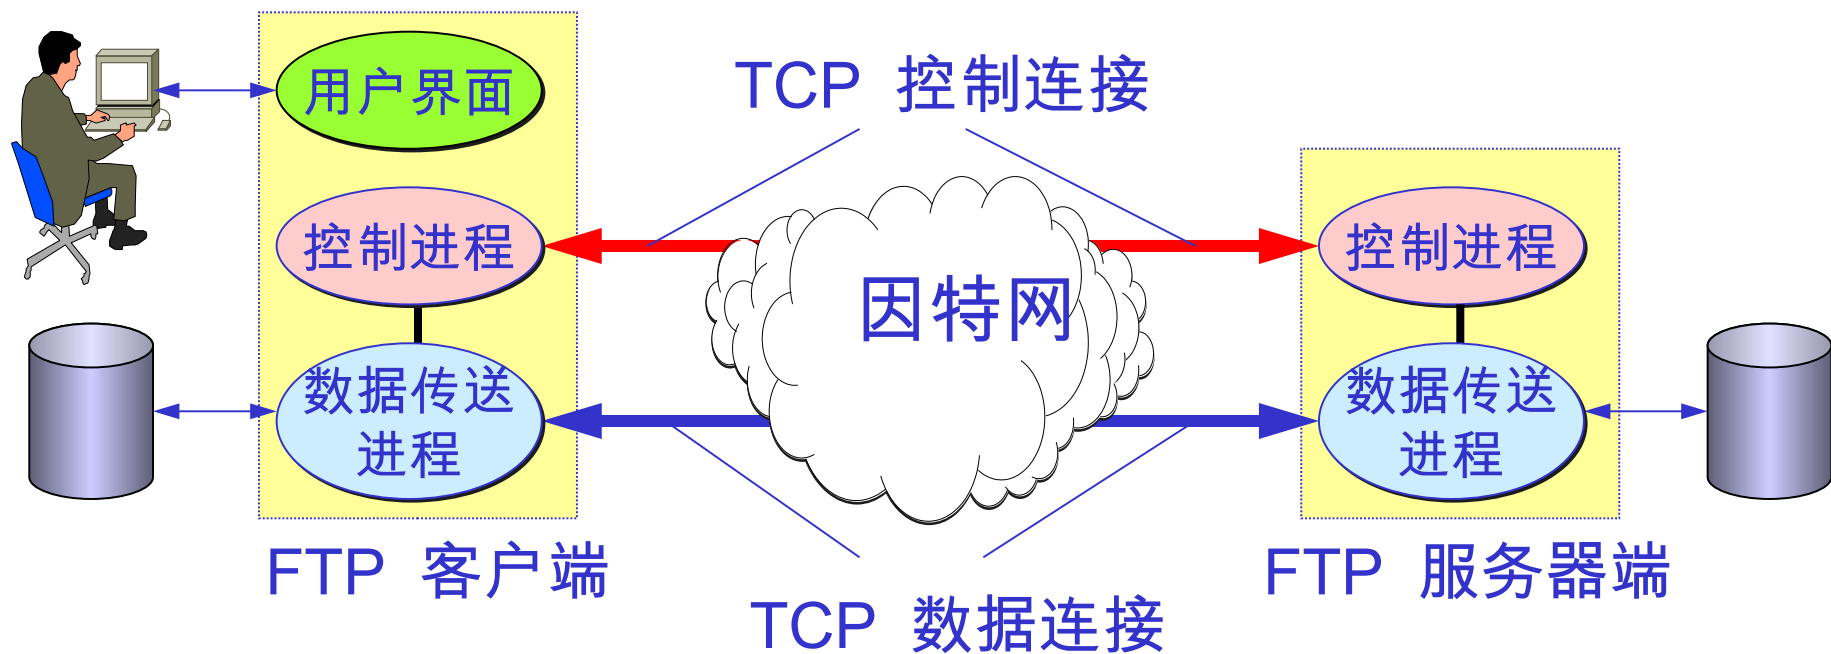 用户界面
TCP 控制连接
控制进程
控制进程
因特网
数据传送
进程
数据传送
进程
FTP 客户端
FTP 服务器端
TCP 数据连接